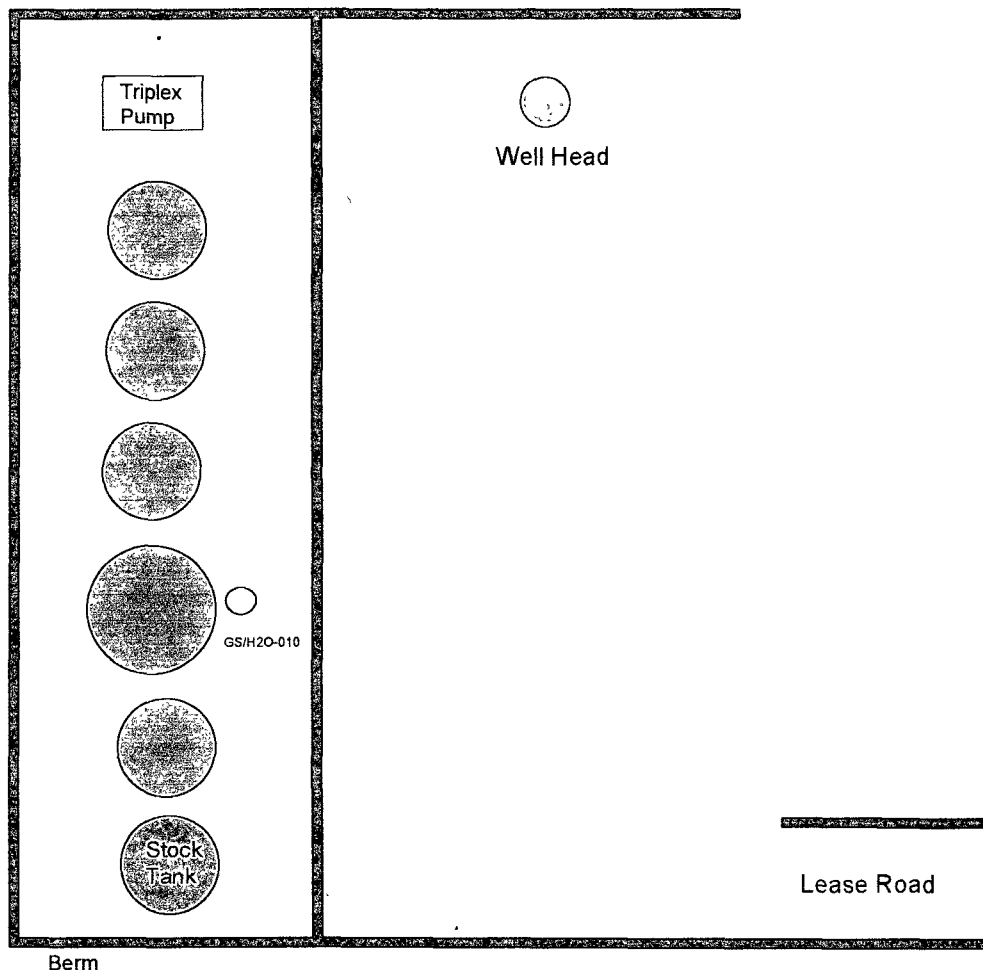 Triplex
Pump
Well Head
GS/H2O-010
Stock
Tank
Lease Road
Berm